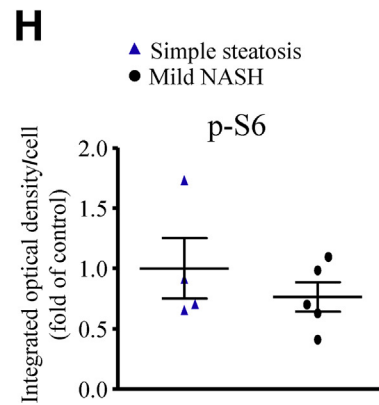 H
Simple steatosis
Mild NASH
p-S6
Integrated optical density/cell
(fold of control)
2.0
1.5
1.0
0.5
0.0